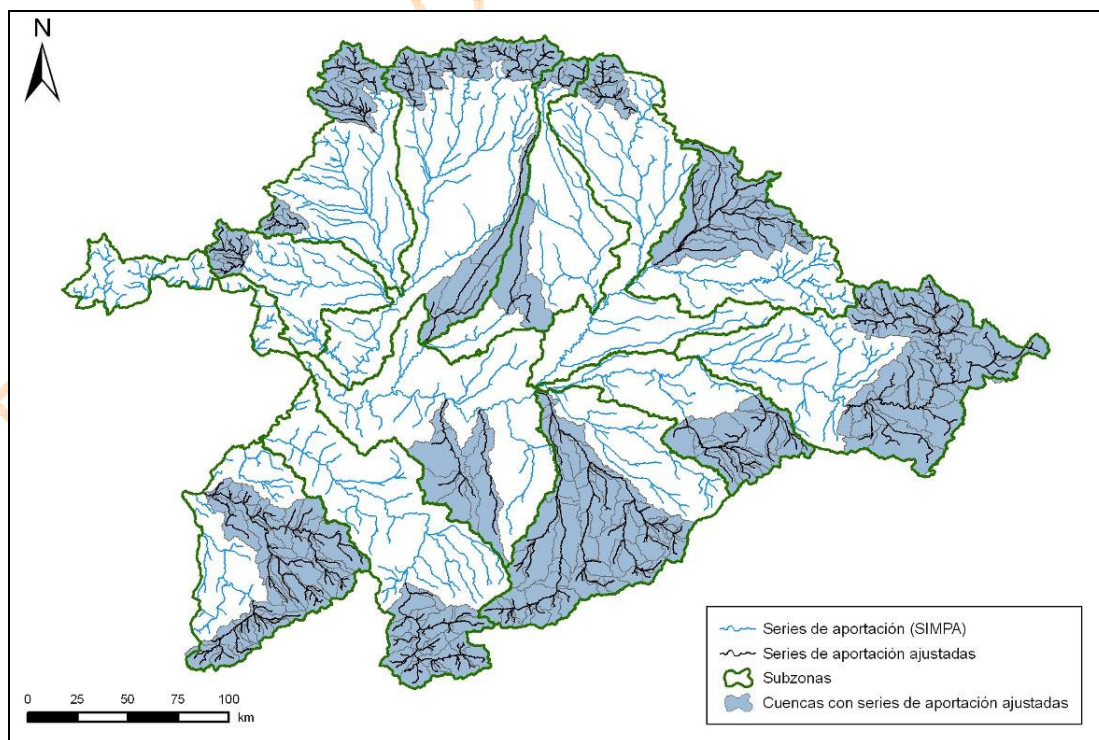 N
Series de aportación (SIMPA)
Series de aportación ajustadas
Subzonas
Cuencas con series de aportación ajustadas
0 25 50 75 100
km